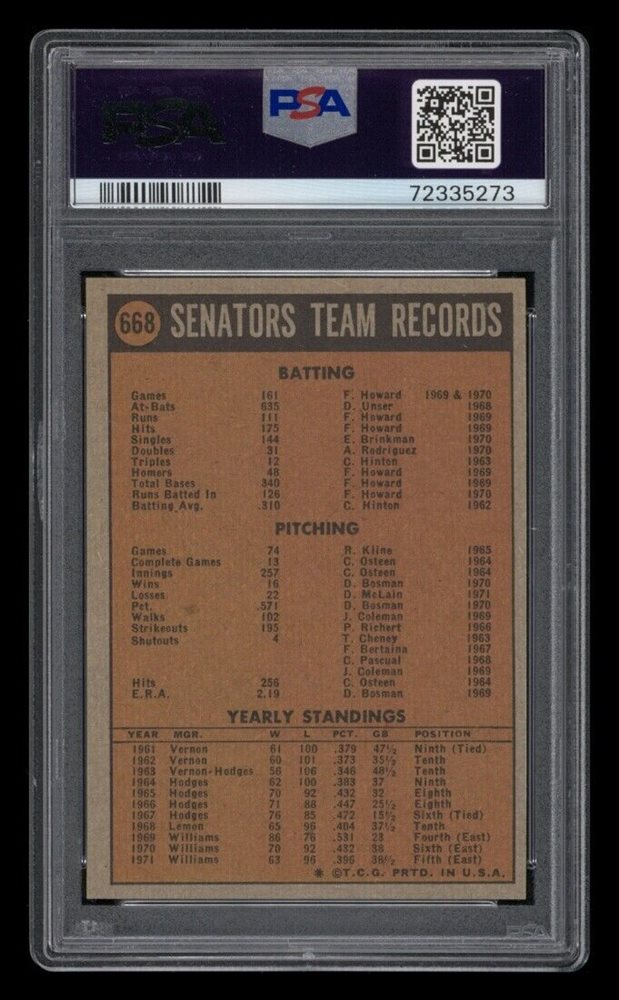 PSA
PSA
72335273
668 SENATORS TEAM RECORDS
BATTING
Games 161 F. Howard 1969 & 1970
At-Bats 635 D. Unser 1968
Runs 111 F. Howard 1969
Hits 175 F. Howard 1969
Singles 144 E. Brinkman 1970
Doubles 31 A. Rodriguez 1970
Triples 12 C. Hinton 1963
Homers 48 F. Howard 1969
Total Bases 340 F. Howard 1969
Runs Batted In 126 F. Howard 1970
Batting Avg. .310 C. Hinton 1962
PITCHING
Games 74 R. Kline 1965
Complete Games 13 C. Osteen 1964
Innings 257 C. Osteen 1964
Wins 16 D. Bosman 1970
Losses 22 D. McLain 1971
Pct. .571 D. Bosman 1970
Walks 102 J. Coleman 1969
Strikeouts 195 P. Richert 1966
Shutouts 4 T. Cheney 1963
F. Bertaina 1967
C. Pascual 1968
J. Coleman 1969
Hits 256 C. Osteen 1964
E.R.A. 2.19 D. Bosman 1969
YEARLY STANDINGS
YEAR MGR. W L PCT. GB POSITION
1961 Vernon 61 100 .379 47½ Ninth (Tied)
1962 Vernon 60 101 .373 35½ Tenth
1963 Vernon-Hodges 56 106 .346 48½ Tenth
1964 Hodges 62 100 .383 37 Ninth
1965 Hodges 70 92 .432 32 Eighth
1966 Hodges 71 88 .447 25½ Eighth
1967 Hodges 76 85 .472 15½ Sixth (Tied)
1968 Lemon 65 96 .404 37½ Tenth
1969 Williams 86 76 .531 23 Fourth (East)
1970 Williams 70 92 .432 38 Sixth (East)
1971 Williams 63 96 .396 38½ Fifth (East)
* ©T.C.G. PRTD. IN U.S.A.
PSA